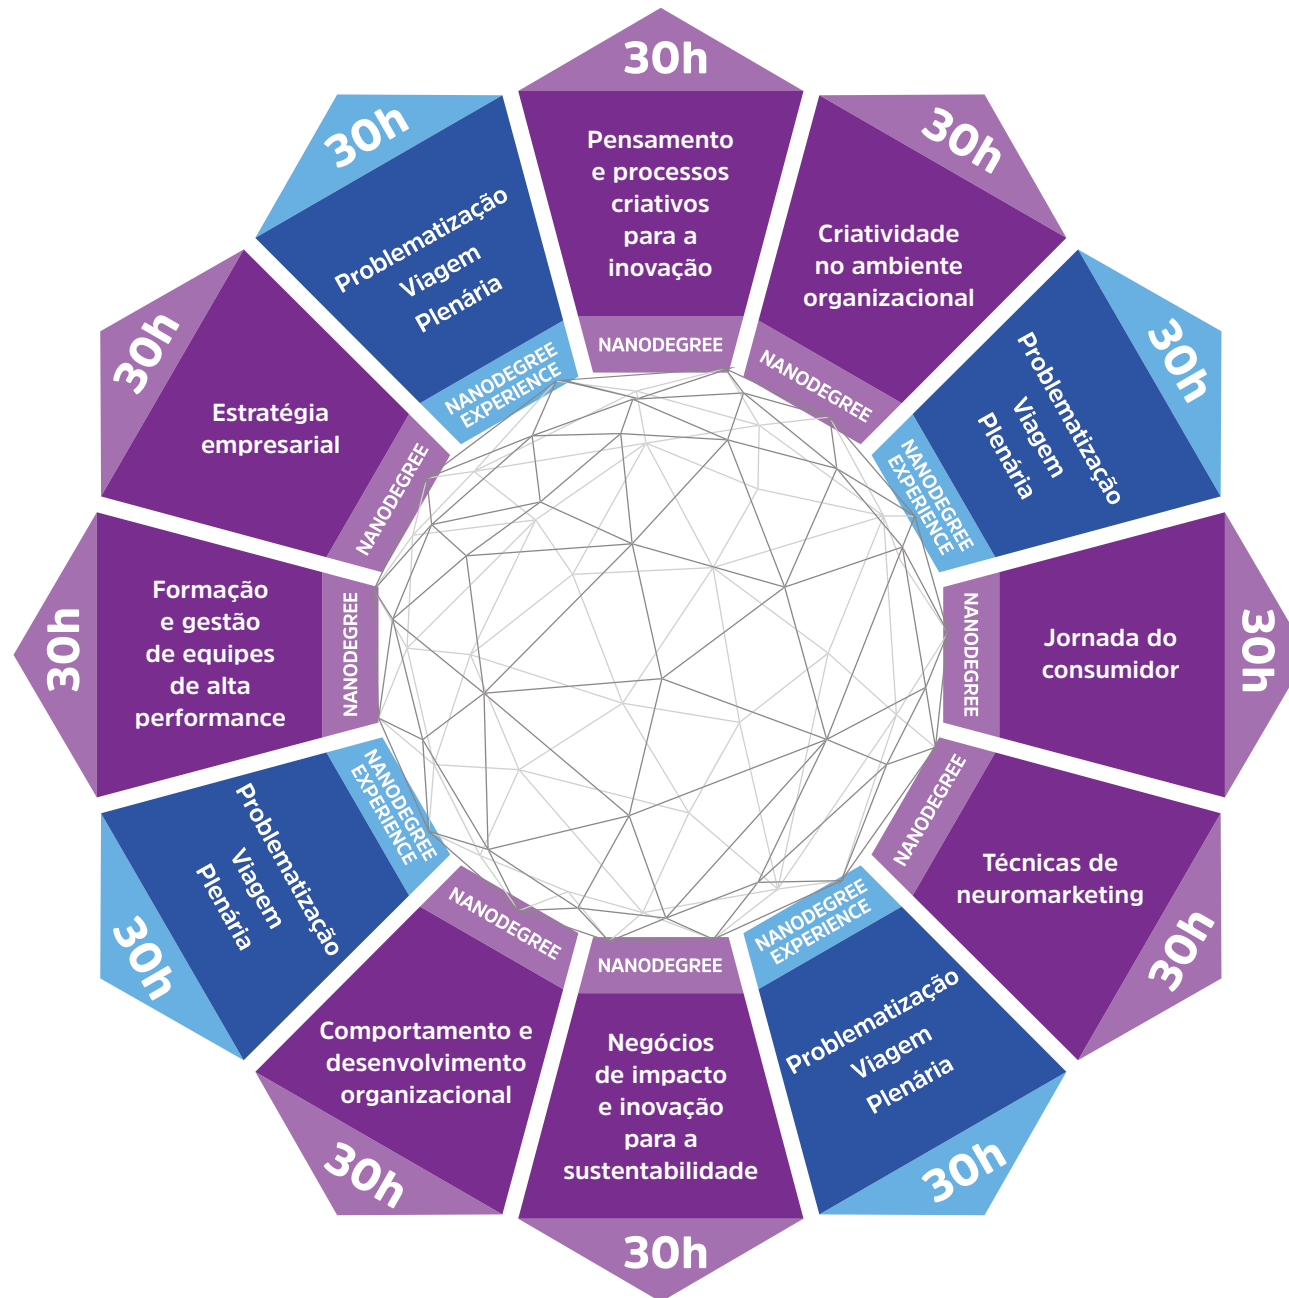 30h
Pensamento
e processos
criativos
para a
inovação
NANODEGREE
30h
Criatividade
no ambiente
organizacional
NANODEGREE
30h
Problematização
Viagem
Plenária
NANODEGREE
EXPERIENCE
30h
Jornada do
consumidor
NANODEGREE
30h
Técnicas de
neuromarketing
NANODEGREE
30h
Problematização
Viagem
Plenária
NANODEGREE
EXPERIENCE
30h
Negócios
de impacto
e inovação
para a
sustentabilidade
NANODEGREE
30h
Comportamento e
desenvolvimento
organizacional
NANODEGREE
30h
Problematização
Viagem
Plenária
NANODEGREE
EXPERIENCE
30h
Formação
e gestão
de equipes
de alta
performance
NANODEGREE
30h
Estratégia
empresarial
NANODEGREE
30h
Problematização
Viagem
Plenária
NANODEGREE
EXPERIENCE